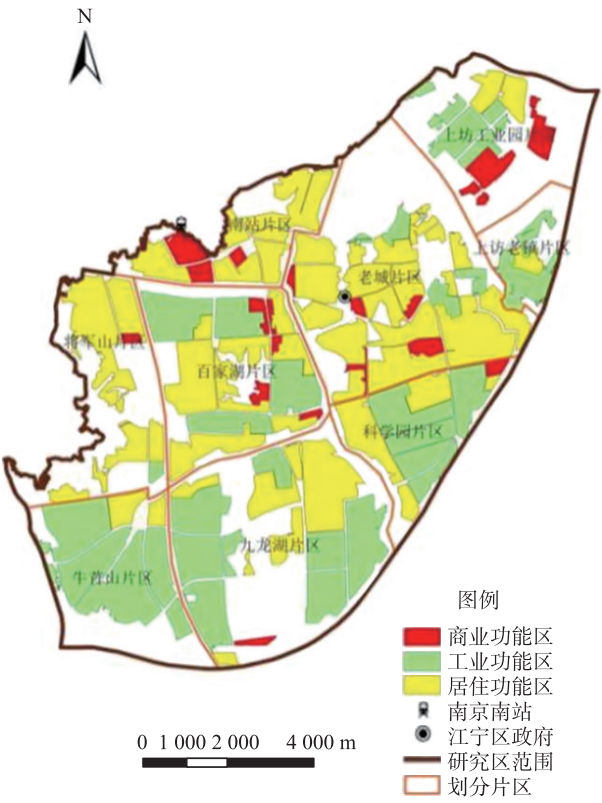 N
上坊工业园片区
南站片区
上访老镇片区
老城片区
将军山片区
百家湖片区
科学园片区
九龙湖片区
牛首山片区
图例
商业功能区
工业功能区
居住功能区
南京南站
江宁区政府
研究区范围
划分片区
0 1 000 2 000 4 000 m